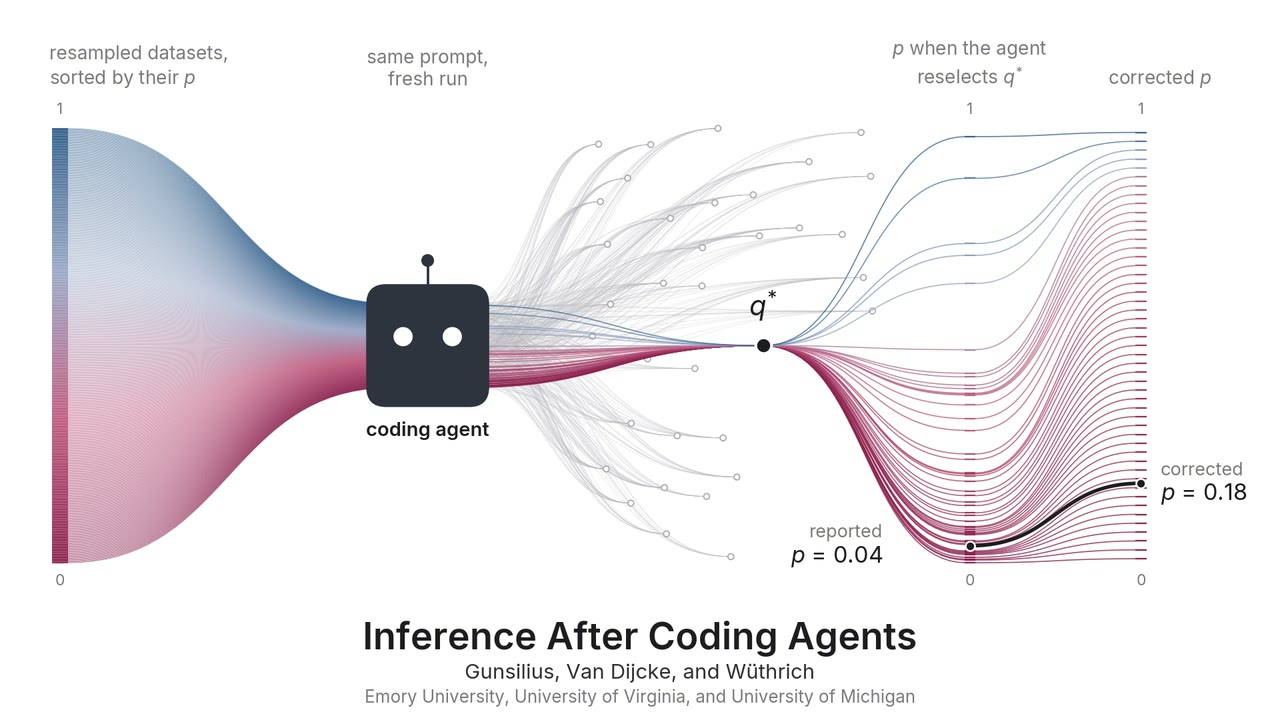 resampled datasets,
sorted by their p
1
0
same prompt,
fresh run
coding agent
q*
p when the agent
reselects q*
1
0
corrected p
1
0
reported
p = 0.04
corrected
p = 0.18
Inference After Coding Agents
Gunsilius, Van Dijcke, and Wüthrich
Emory University, University of Virginia, and University of Michigan